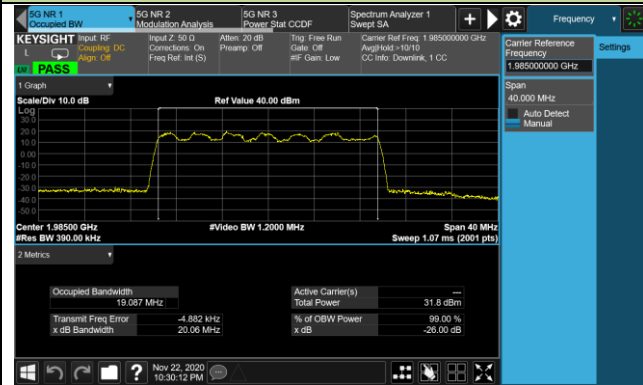 5G NR 1
Occupied BW
5G NR 2
Modulation Analysis
5G NR 3
Power Stat CCDF
Spectrum Analyzer 1
Swept SA
Frequency
KEYSIGHT
L
PASS
Input: RF
Coupling: DC
Align: Off
Input Z: 50 Ω
Corrections: On
Freq Ref: Int (S)
Atten: 20 dB
Preamp: Off
Trig: Free Run
Gate: Off
#IF Gain: Low
Carrier Ref Freq: 1.985000000 GHz
Avg|Hold:>10/10
CC Info: Downlink, 1 CC
Carrier Reference
Frequency
1.985000000 GHz
Settings
Span
40.000 MHz
Auto Detect
Manual
1 Graph
Scale/Div 10.0 dB
Ref Value 40.00 dBm
Log
30.0
20.0
10.0
0.00
-10.0
-20.0
-30.0
-40.0
-50.0
Center 1.98500 GHz
#Video BW 1.2000 MHz
Span 40 MHz
#Res BW 390.00 kHz
Sweep 1.07 ms (2001 pts)
2 Metrics
Occupied Bandwidth
19.087 MHz
Active Carrier(s)
---
Total Power
31.8 dBm
Transmit Freq Error
-4.882 kHz
% of OBW Power
99.00 %
x dB Bandwidth
20.06 MHz
x dB
-26.00 dB
?
Nov 22, 2020
10:30:12 PM